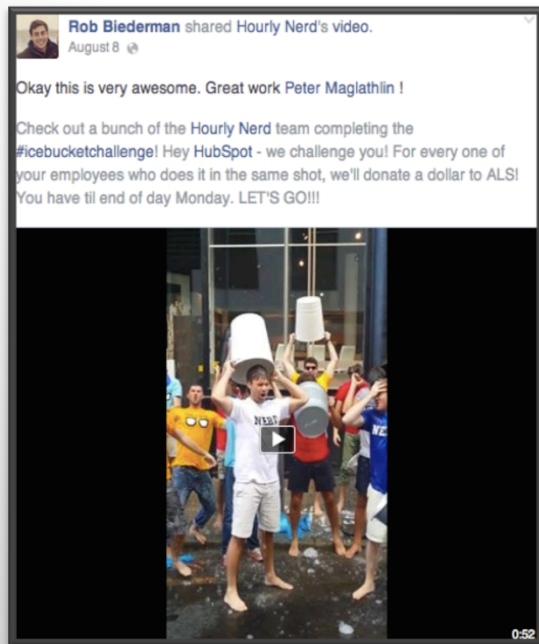 Rob Biederman shared Hourly Nerd's video.
August 8
Okay this is very awesome. Great work Peter Maglathlin !
Check out a bunch of the Hourly Nerd team completing the
#icebucketchallenge! Hey HubSpot - we challenge you! For every one of
your employees who does it in the same shot, we'll donate a dollar to ALS!
You have til end of day Monday. LET'S GO!!!
NERD
NE
0:52